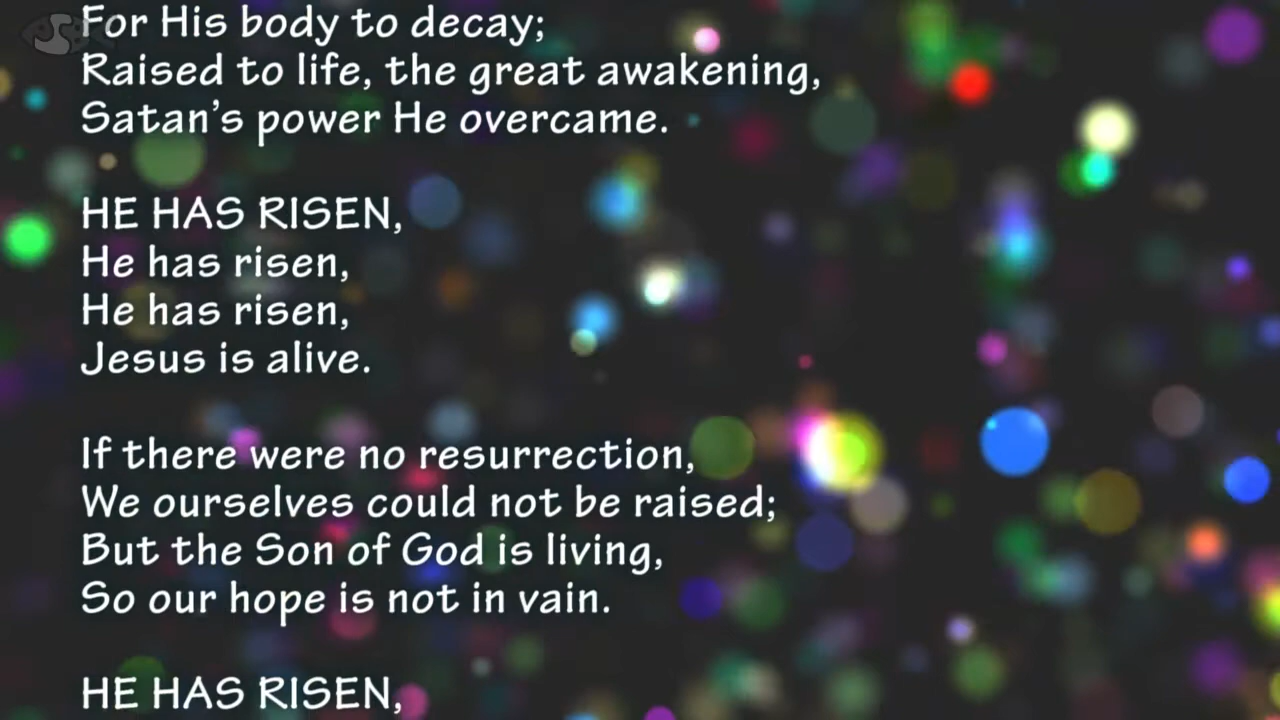 For His body to decay;
Raised to life, the great awakening,
Satan's power He overcame.
HE HAS RISEN,
He has risen,
He has risen,
Jesus is alive.
If there were no resurrection,
We ourselves could not be raised;
But the Son of God is living,
So our hope is not in vain.
HE HAS RISEN,